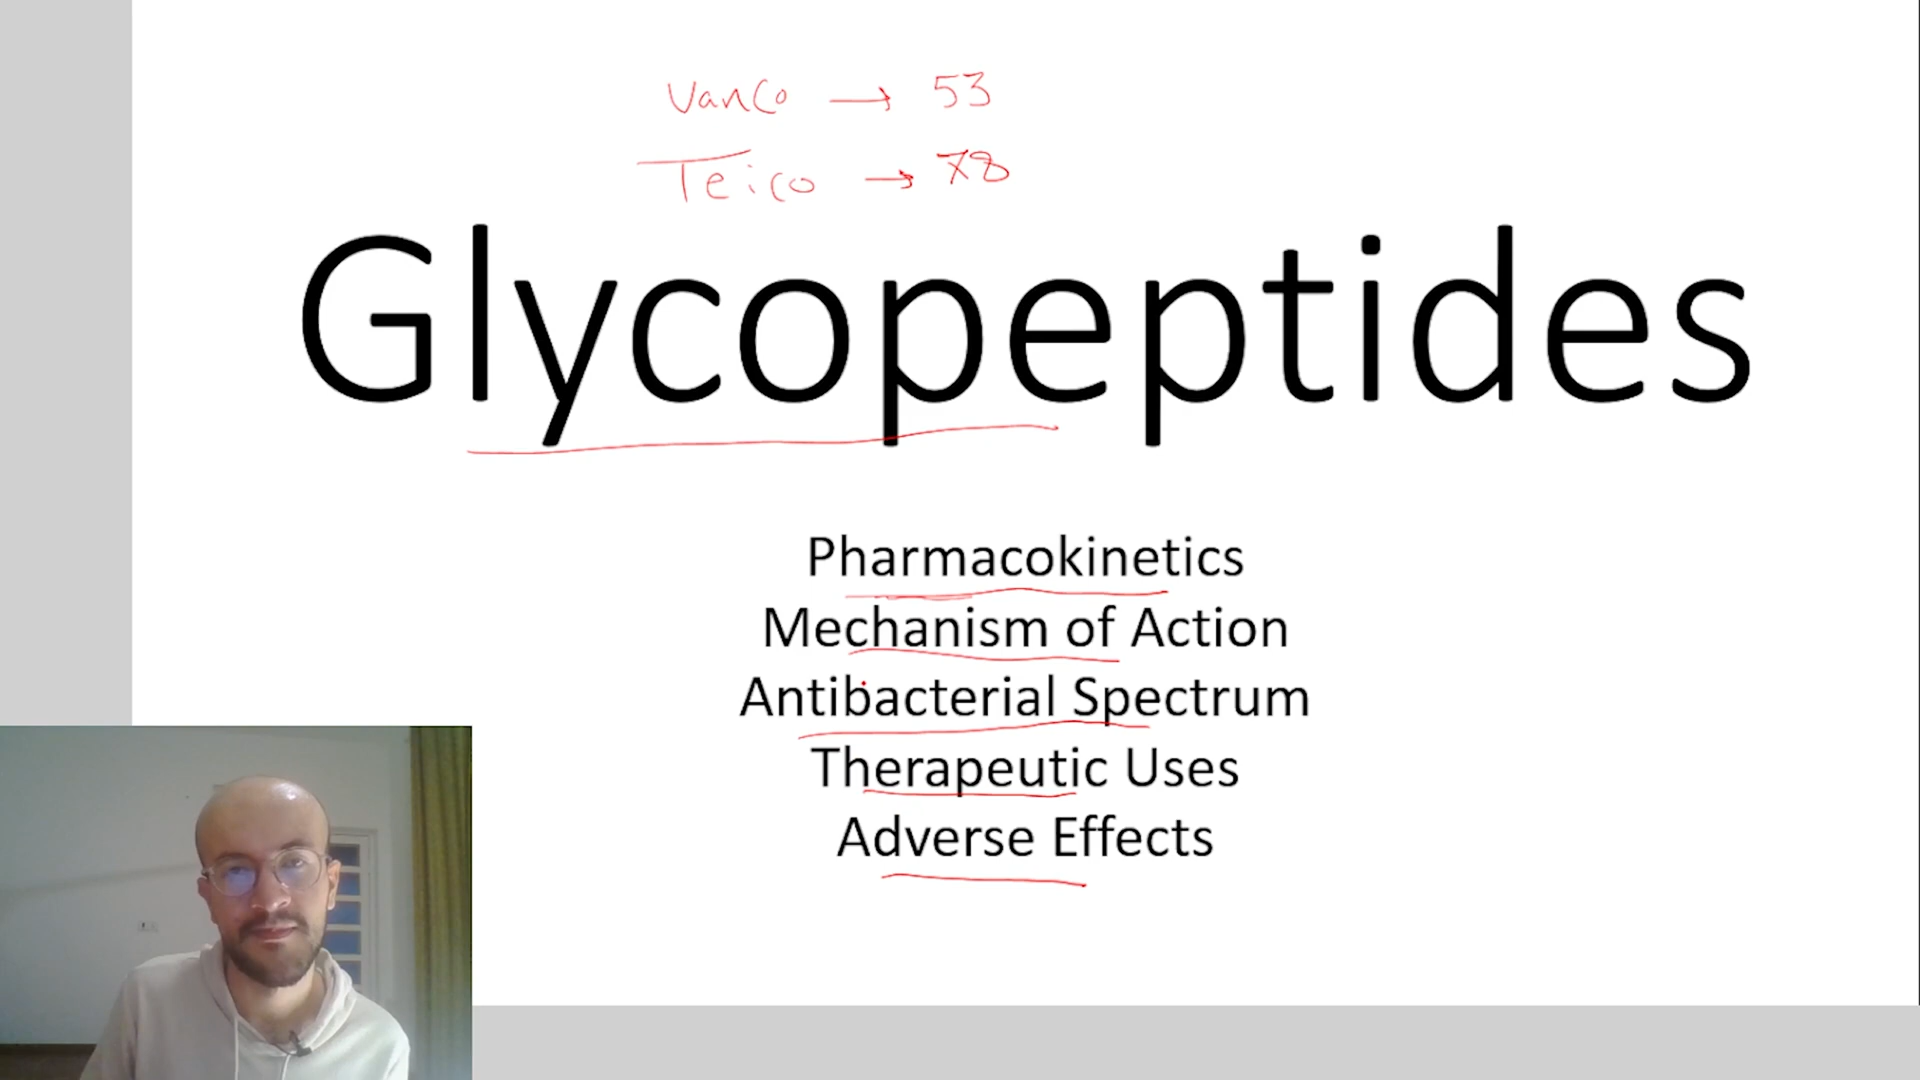 Vanco → 53
Teico → 78
Glycopeptides
Pharmacokinetics
Mechanism of Action
Antibacterial Spectrum
Therapeutic Uses
Adverse Effects